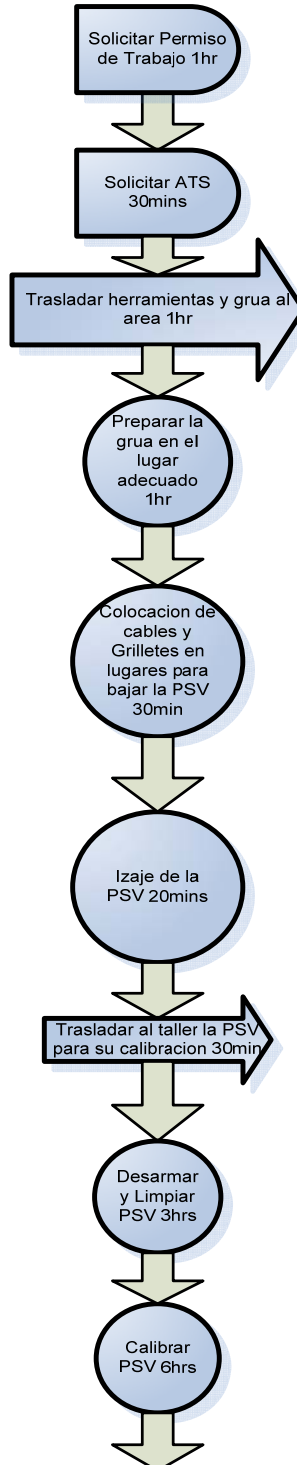 Solicitar Permiso
de Trabajo 1hr
Solicitar ATS
30mins
Trasladar herramientas y grua al
area 1hr
Preparar la
grua en el
lugar
adecuado
1hr
Colocacion de
cables y
Grilletes en
lugares para
bajar la PSV
30min
Izaje de la
PSV 20mins
Trasladar al taller la PSV
para su calibracion 30min
Desarmar
y Limpiar
PSV 3hrs
Calibrar
PSV 6hrs